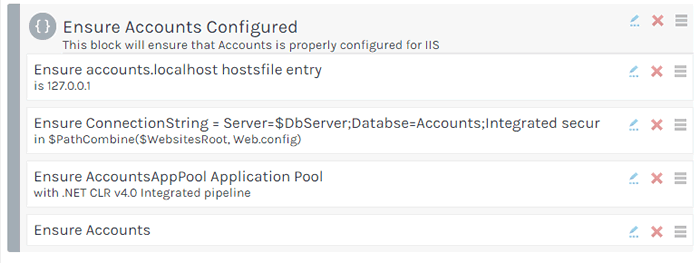 {} Ensure Accounts Configured
This block will ensure that Accounts is properly configured for IIS
Ensure accounts.localhost hostsfile entry
is 127.0.0.1
Ensure ConnectionString = Server=$DbServer;Databse=Accounts;Integrated secur
in $PathCombine($WebsitesRoot, Web.config)
Ensure AccountsAppPool Application Pool
with .NET CLR v4.0 Integrated pipeline
Ensure Accounts